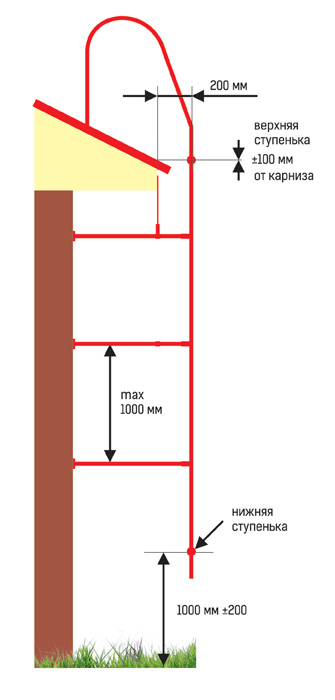 200 мм
верхняя
ступенька
±100 мм
от карниза
max
1000 мм
нижняя
ступенька
1000 мм ±200